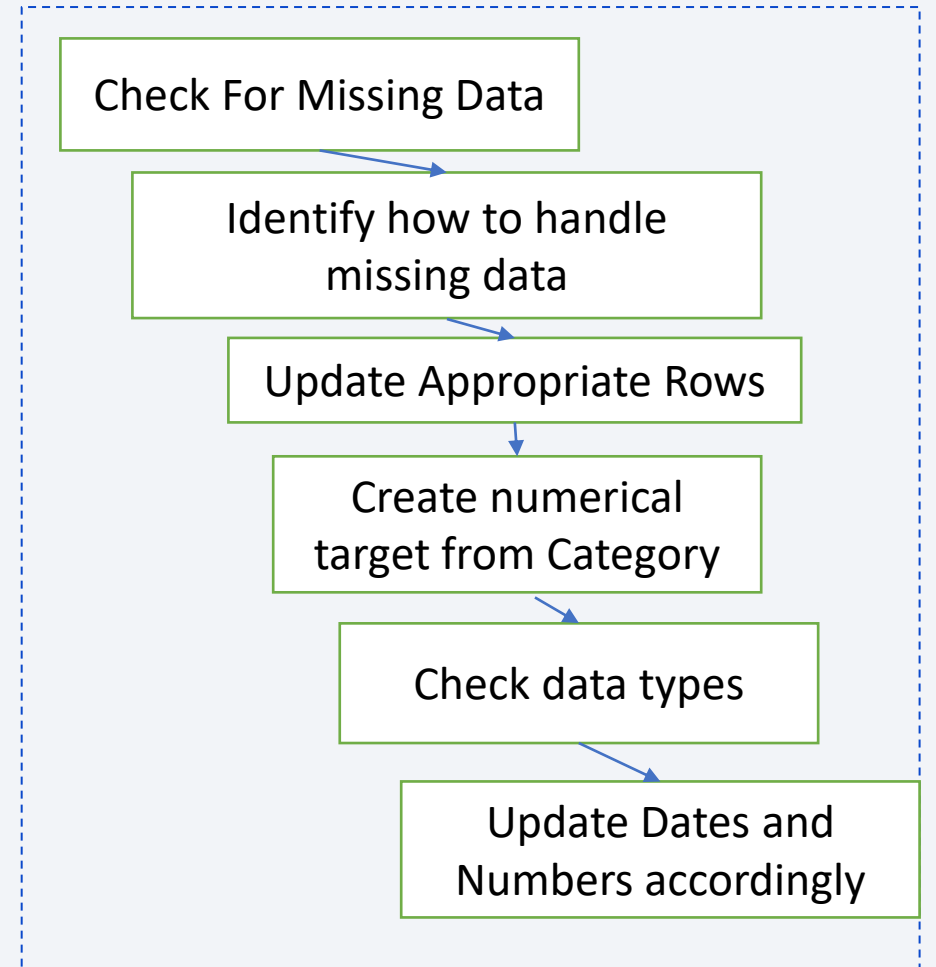 Check For Missing Data
Identify how to handle
missing data
Update Appropriate Rows
Create numerical
target from Category
Check data types
Update Dates and
Numbers accordingly